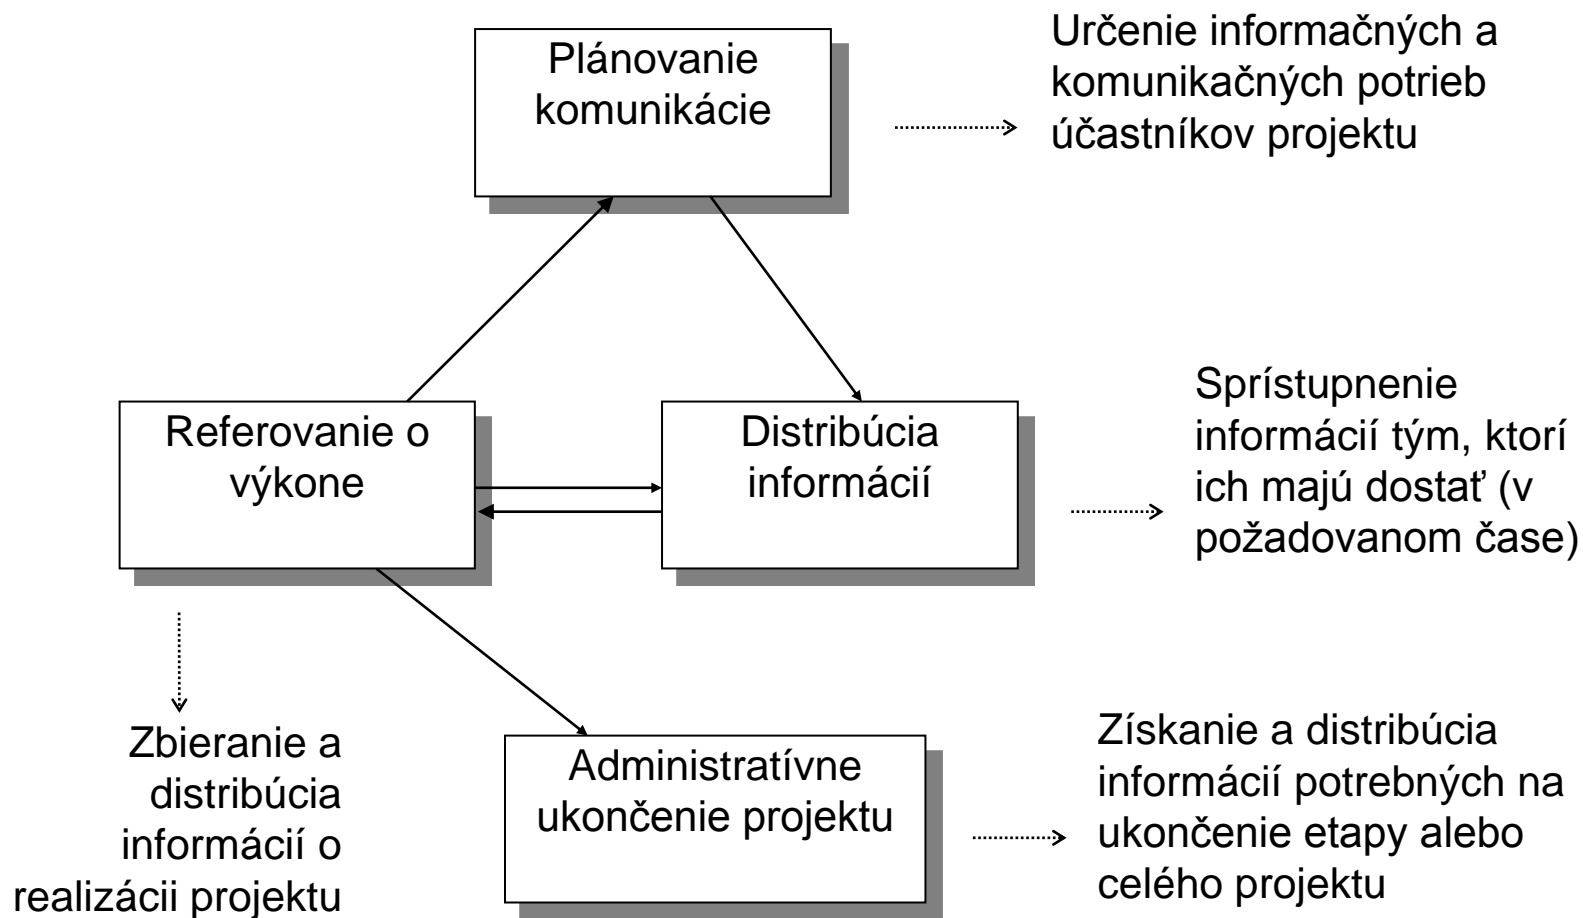 Plánovanie
komunikácie
Určenie informačných a
komunikačných potrieb
účastníkov projektu
Referovanie o
výkone
Distribúcia
informácií
Sprístupnenie
informácií tým, ktorí
ich majú dostať (v
požadovanom čase)
Zbieranie a
distribúcia
informácií o
realizácii projektu
Administratívne
ukončenie projektu
Získanie a distribúcia
informácií potrebných na
ukončenie etapy alebo
celého projektu